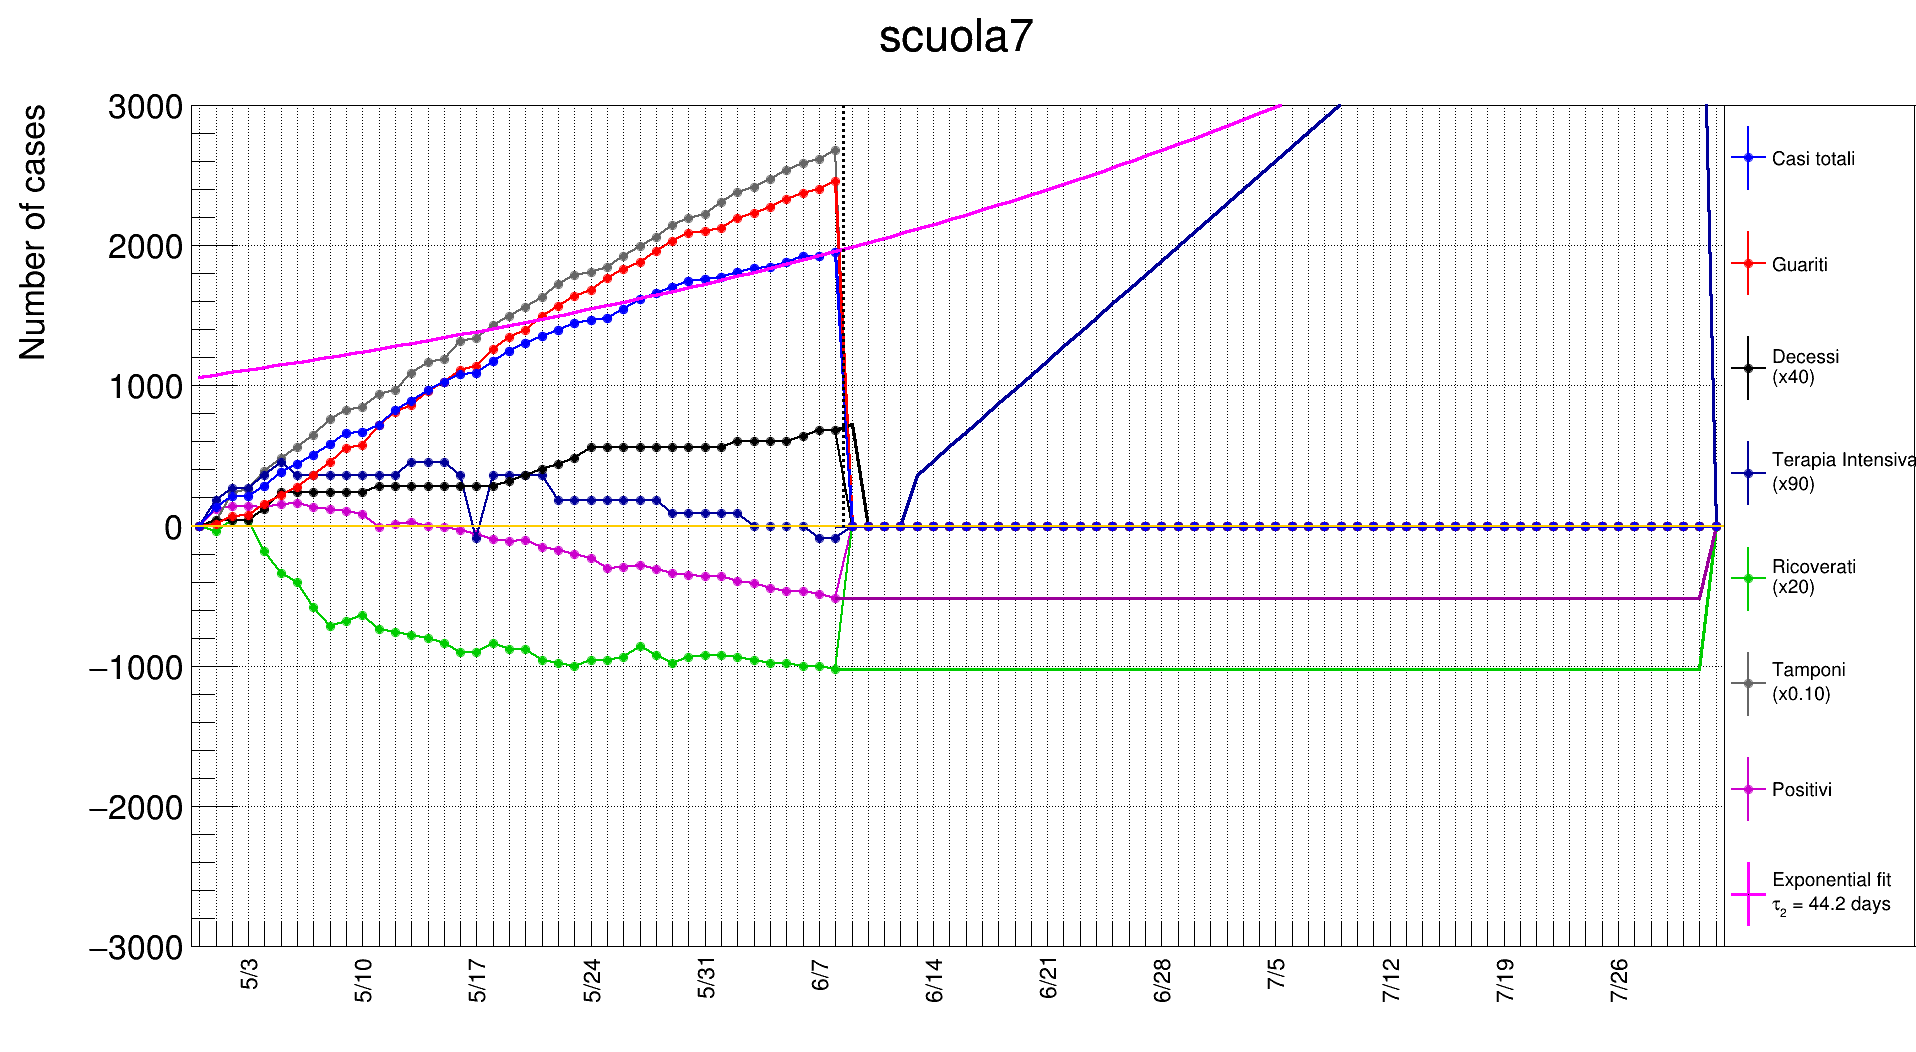 scuola7
Number of cases
3000
2000
1000
0
−1000
−2000
−3000
5/3
5/10
5/17
5/24
5/31
6/7
6/14
6/21
6/28
7/5
7/12
7/19
7/26
Casi totali
Guariti
Decessi
(x40)
Terapia Intensiva
(x90)
Ricoverati
(x20)
Tamponi
(x0.10)
Positivi
Exponential fit
τ2 = 44.2 days